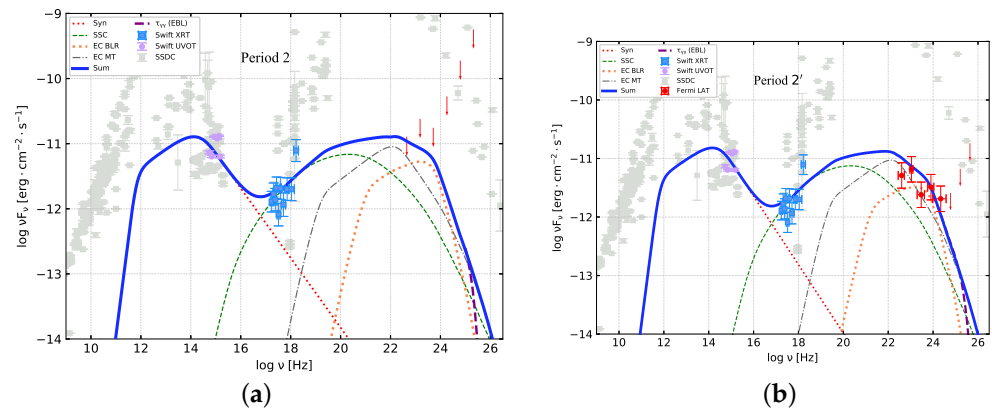 Syn
SSC
EC BLR
EC MT
Sum
τγγ (EBL)
Swift XRT
Swift UVOT
SSDC
Period 2
−9
−10
−11
−12
−13
−14
log νFν [erg · cm⁻² · s⁻¹]
10 12 14 16 18 20 22 24 26
log ν [Hz]
(a)
Syn
SSC
EC BLR
EC MT
Sum
τγγ (EBL)
Swift XRT
Swift UVOT
SSDC
Fermi LAT
Period 2′
−9
−10
−11
−12
−13
−14
log νFν [erg · cm⁻² · s⁻¹]
10 12 14 16 18 20 22 24 26
log ν [Hz]
(b)